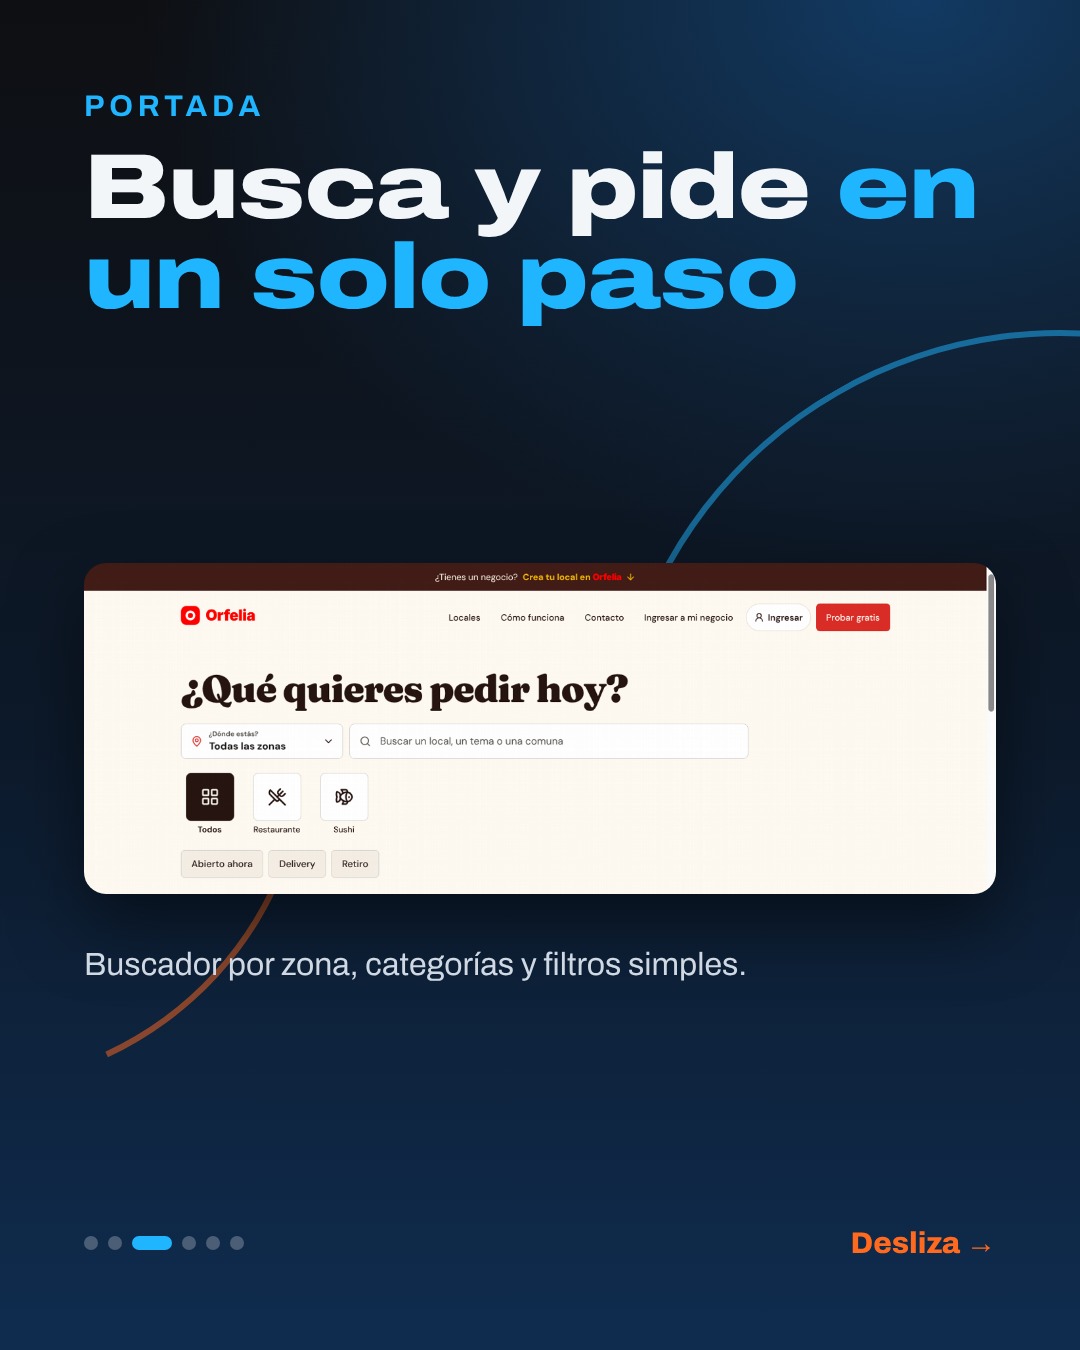 PORTADA
Busca y pide en
un solo paso
¿Tienes un negocio? Crea tu local en Orfelia ↓
Orfelia
Locales Cómo funciona Contacto Ingresar a mi negocio Ingresar Probar gratis
¿Qué quieres pedir hoy?
¿Dónde estás?
Todas las zonas
Buscar un local, un tema o una comuna
Todos Restaurante Sushi
Abierto ahora Delivery Retiro
Buscador por zona, categorías y filtros simples.
Desliza →